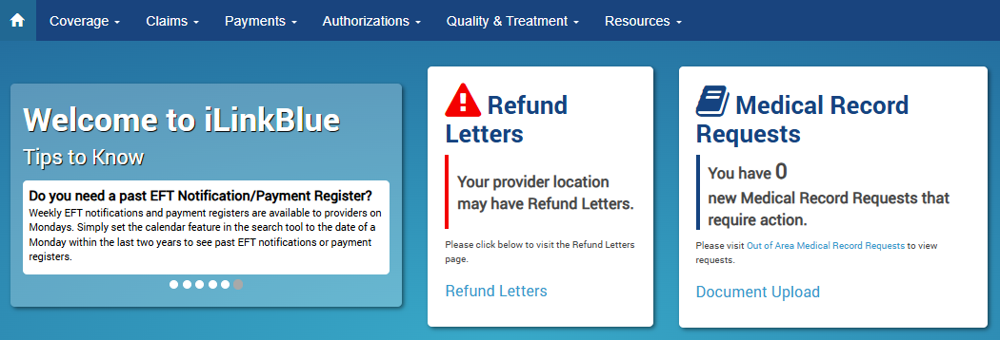 Coverage Claims Payments Authorizations Quality & Treatment Resources
Welcome to iLinkBlue
Tips to Know
Do you need a past EFT Notification/Payment Register?
Weekly EFT notifications and payment registers are available to providers on
Mondays. Simply set the calendar feature in the search tool to the date of a
Monday within the last two years to see past EFT notifications or payment
registers.
Refund
Letters
Your provider location
may have Refund Letters.
Please click below to visit the Refund Letters
page.
Refund Letters
Medical Record
Requests
You have 0
new Medical Record Requests that
require action.
Please visit Out of Area Medical Record Requests to view
requests.
Document Upload